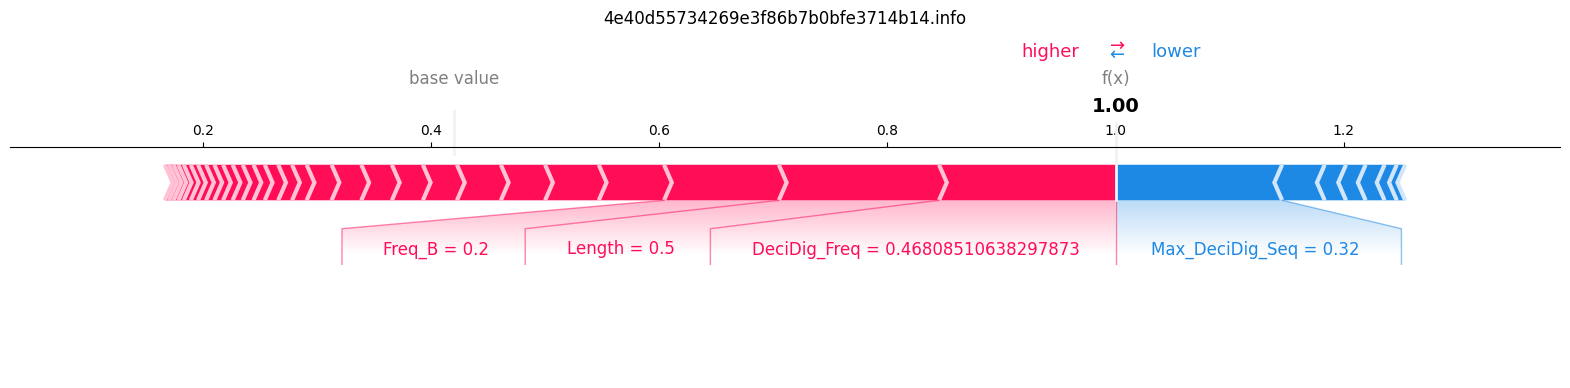 4e40d55734269e3f86b7b0bfe3714b14.info
higher ⇄ lower
base value f(x)
1.00
0.2 0.4 0.6 0.8 1.0 1.2
Freq_B = 0.2 Length = 0.5 DeciDig_Freq = 0.46808510638297873 Max_DeciDig_Seq = 0.32